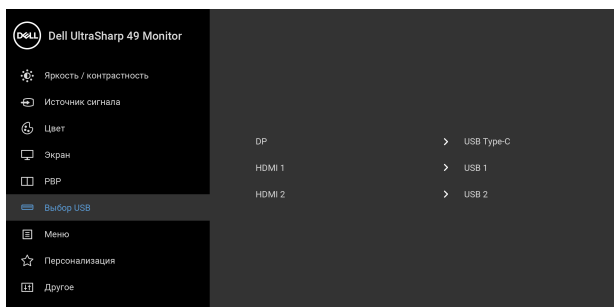 DELL Dell UltraSharp 49 Monitor
Яркость / контрастность
Источник сигнала
Цвет
Экран
PBP
Выбор USB
Меню
Персонализация
Другое
DP > USB Type-C
HDMI 1 > USB 1
HDMI 2 > USB 2